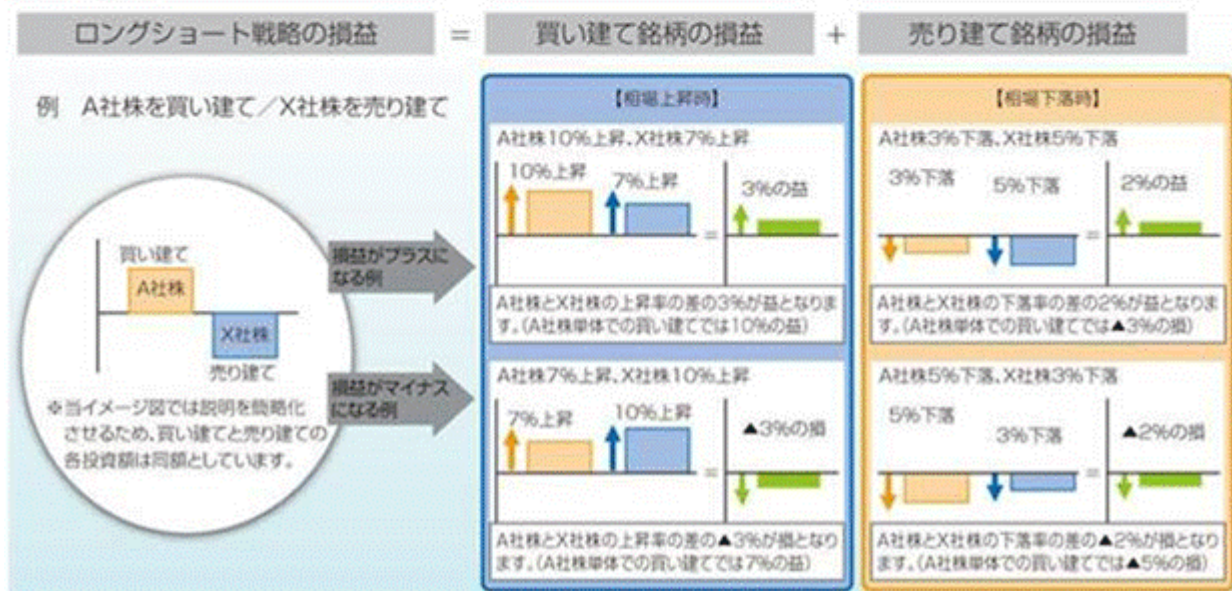 ロングショート戦略の損益 = 買い建て銘柄の損益 + 売り建て銘柄の損益
例 A社株を買い建て／X社株を売り建て
買い建て
A社株
X社株
売り建て
※当イメージ図では説明を簡略化
させるため、買い建てと売り建ての
各投資額は同額としています。
損益がプラスに
なる例
損益がマイナス
になる例
【相場上昇時】
A社株10%上昇、X社株7%上昇
10%上昇
7%上昇
=
3%の益
A社株とX社株の上昇率の差の3%が益となりま
す。(A社株単体での買い建てでは10%の益)
A社株7%上昇、X社株10%上昇
7%上昇
10%上昇
=
▲3%の損
A社株とX社株の上昇率の差の▲3%が損となり
ます。(A社株単体での買い建てでは7%の益)
【相場下落時】
A社株3%下落、X社株5%下落
3%下落
5%下落
=
2%の益
A社株とX社株の下落率の差の2%が益となりま
す。(A社株単体での買い建てでは▲3%の損)
A社株5%下落、X社株3%下落
5%下落
3%下落
=
▲2%の損
A社株とX社株の下落率の差の▲2%が損となり
ます。(A社株単体での買い建てでは▲5%の損)